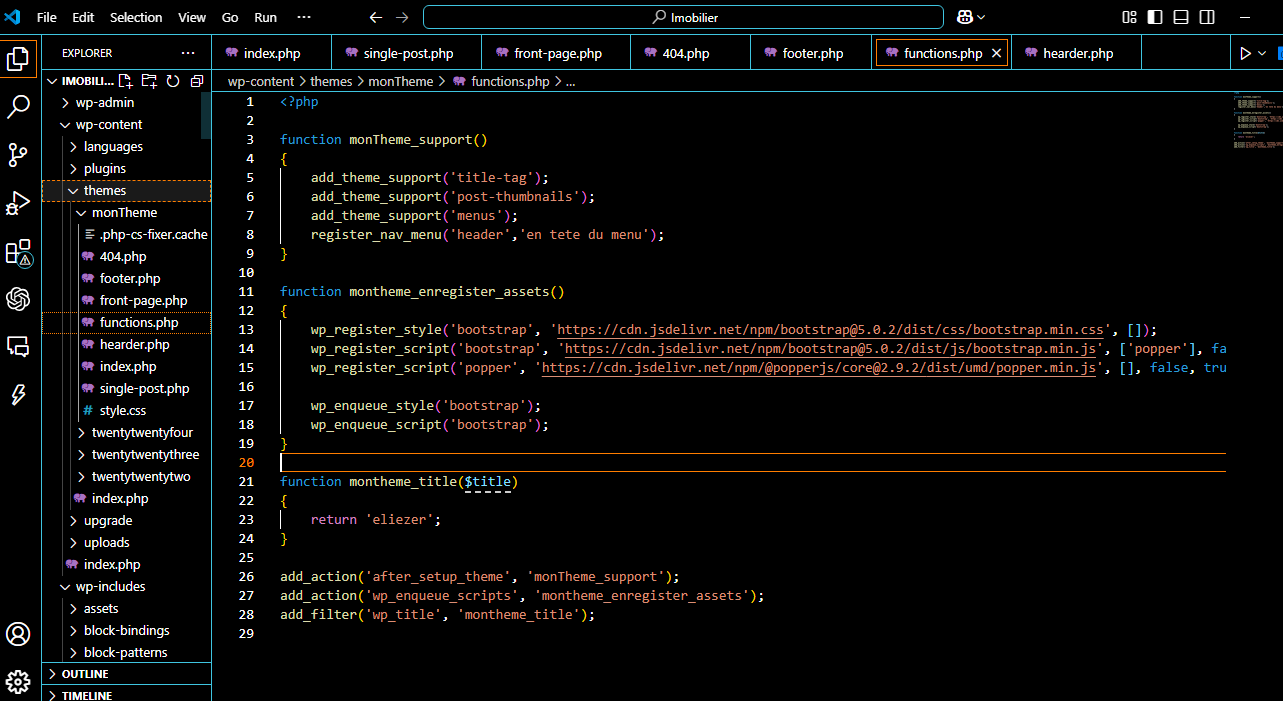 File Edit Selection View Go Run ··· Imobilier
EXPLORER ···
index.php single-post.php front-page.php 404.php footer.php functions.php hearder.php
IMOBILI...
wp-content > themes > monTheme > functions.php > ...
wp-admin
wp-content
languages
plugins
themes
monTheme
.php-cs-fixer.cache
404.php
footer.php
front-page.php
functions.php
hearder.php
index.php
single-post.php
# style.css
twentytwentyfour
twentytwentythree
twentytwentytwo
index.php
upgrade
uploads
index.php
wp-includes
assets
block-bindings
block-patterns
OUTLINE
TIMELINE
1 <?php
2
3 function monTheme_support()
4 {
5 add_theme_support('title-tag');
6 add_theme_support('post-thumbnails');
7 add_theme_support('menus');
8 register_nav_menu('header','en tete du menu');
9 }
10
11 function montheme_enregister_assets()
12 {
13 wp_register_style('bootstrap', 'https://cdn.jsdelivr.net/npm/bootstrap@5.0.2/dist/css/bootstrap.min.css', []);
14 wp_register_script('bootstrap', 'https://cdn.jsdelivr.net/npm/bootstrap@5.0.2/dist/js/bootstrap.min.js', ['popper'], fa
15 wp_register_script('popper', 'https://cdn.jsdelivr.net/npm/@popperjs/core@2.9.2/dist/umd/popper.min.js', [], false, tru
16
17 wp_enqueue_style('bootstrap');
18 wp_enqueue_script('bootstrap');
19 }
20
21 function montheme_title($title)
22 {
23 return 'eliezer';
24 }
25
26 add_action('after_setup_theme', 'monTheme_support');
27 add_action('wp_enqueue_scripts', 'montheme_enregister_assets');
28 add_filter('wp_title', 'montheme_title');
29